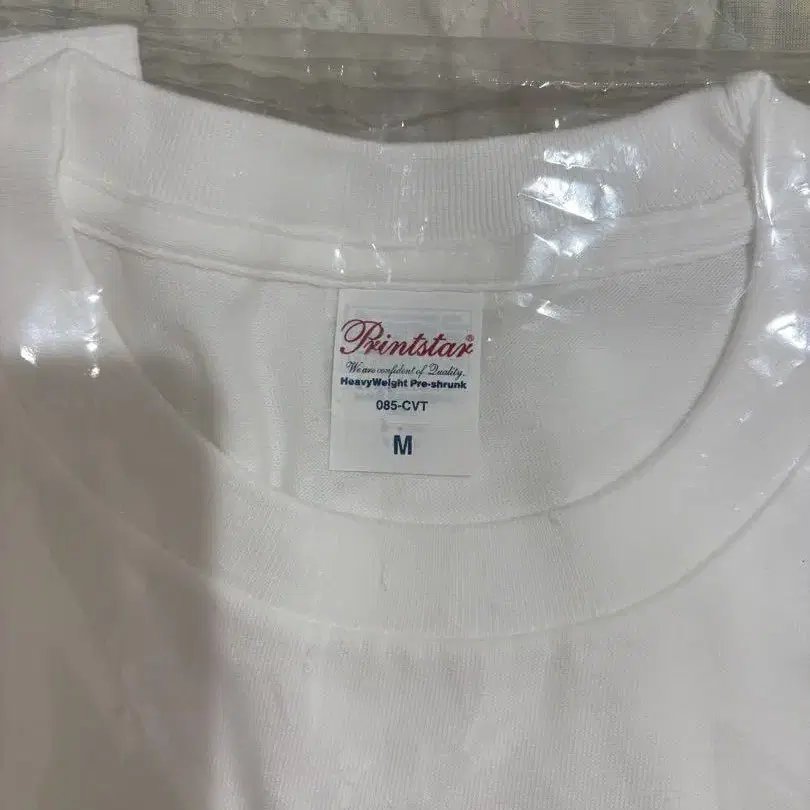 Printstar®
We are confident of Quality.
HeavyWeight Pre-shrunk
085-CVT
M